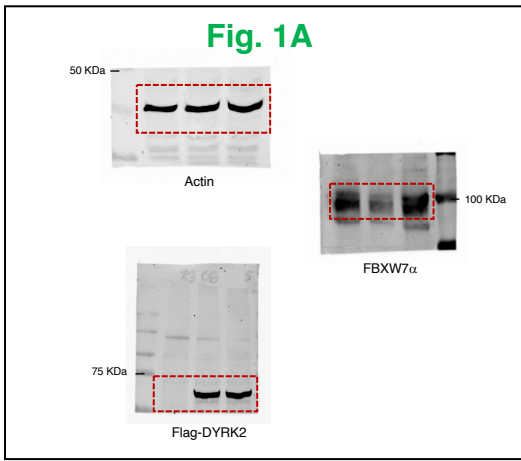 Fig. 1A
50 KDa
Actin
100 KDa
FBXW7α
75 KDa
Flag-DYRK2